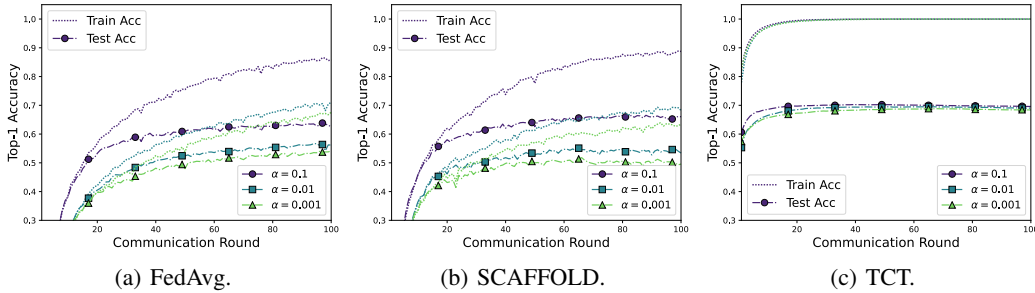 Top-1 Accuracy
1,0
0,9
0,8
0,7
0,6
0,5
0,4
0,3
Train Acc
Test Acc
α = 0.1
α = 0.01
α = 0.001
20 40 60 80 100
Communication Round
(a) FedAvg.
Top-1 Accuracy
1,0
0,9
0,8
0,7
0,6
0,5
0,4
0,3
Train Acc
Test Acc
α = 0.1
α = 0.01
α = 0.001
20 40 60 80 100
Communication Round
(b) SCAFFOLD.
Top-1 Accuracy
1,0
0,9
0,8
0,7
0,6
0,5
0,4
0,3
Train Acc
Test Acc
α = 0.1
α = 0.01
α = 0.001
20 40 60 80 100
Communication Round
(c) TCT.